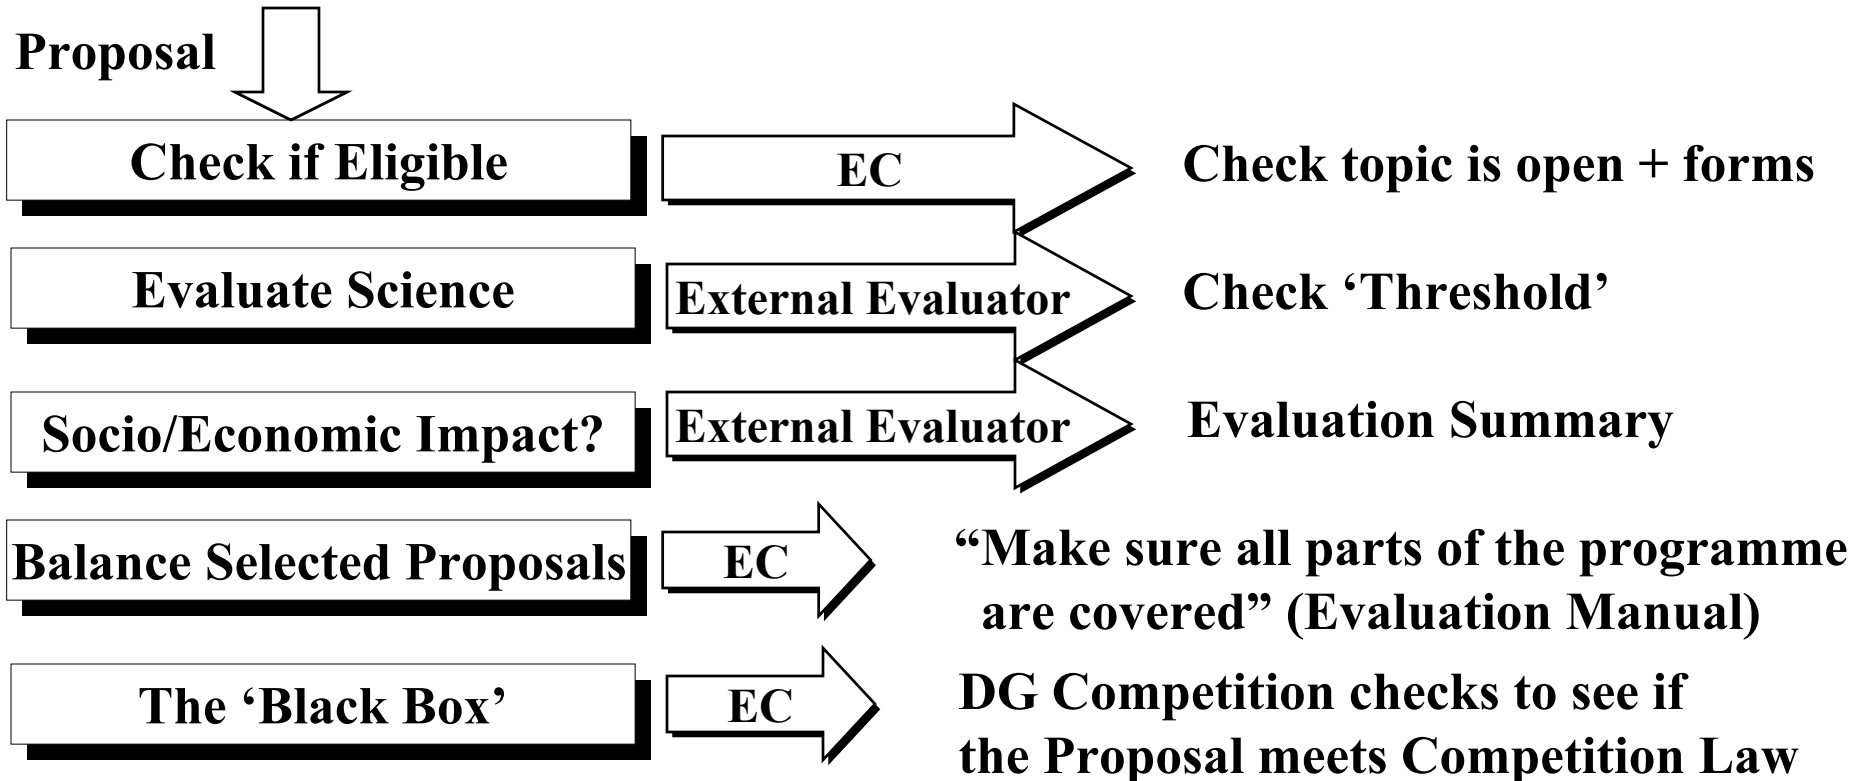 Proposal
Check if Eligible
EC
Check topic is open + forms
Evaluate Science
External Evaluator
Check ‘Threshold’
Socio/Economic Impact?
External Evaluator
Evaluation Summary
Balance Selected Proposals
EC
“Make sure all parts of the programme
are covered” (Evaluation Manual)
The ‘Black Box’
EC
DG Competition checks to see if
the Proposal meets Competition Law